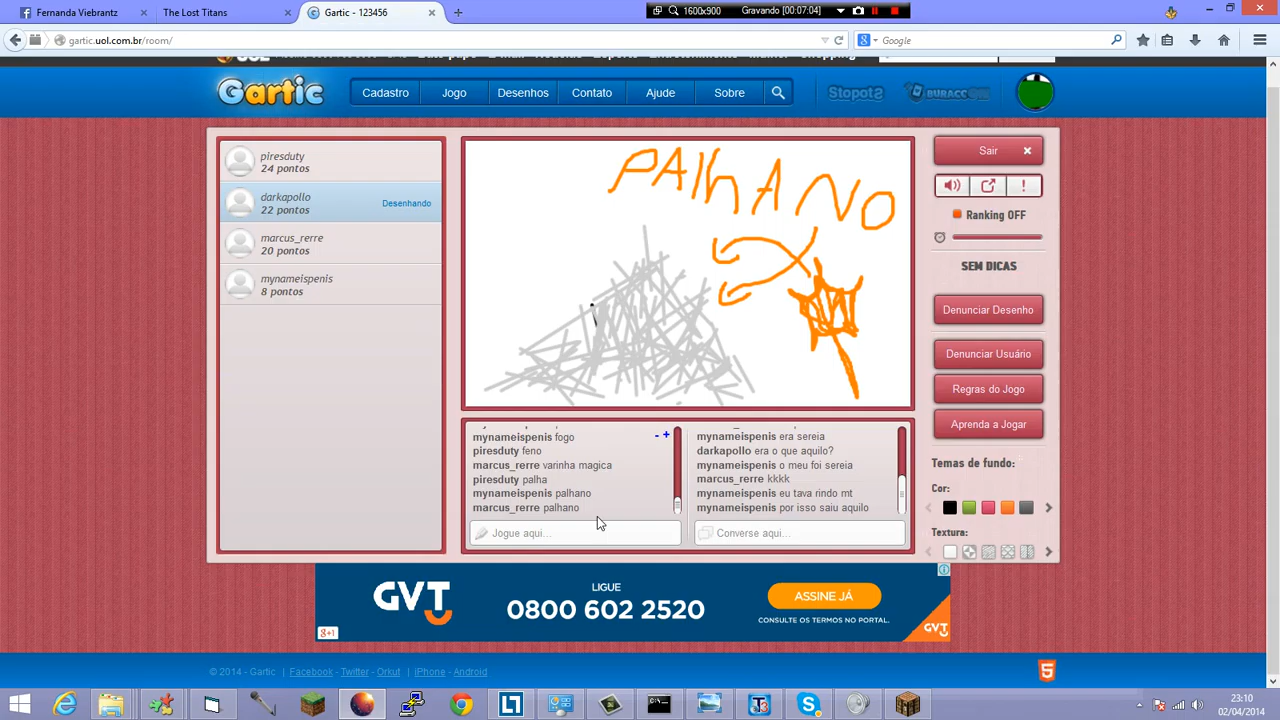 Fernanda Viebrantz
The Lost Titans
Gartic - 123456
1600x900
Gravando [00:07:04]
gartic.uol.com.br/room/
Google
Gartic
Cadastro
Jogo
Desenhos
Contato
Ajude
Sobre
StopotS
BURACO
piresduty
24 pontos
darkapollo
22 pontos
Desenhando
marcus_rerre
20 pontos
mynameispenis
8 pontos
PAlhANO
Sair
Ranking OFF
SEM DICAS
Denunciar Desenho
Denunciar Usuário
Regras do Jogo
Aprenda a Jogar
Temas de fundo:
Cor:
Textura:
mynameispenis fogo
- +
piresduty feno
marcus_rerre varinha magica
piresduty palha
mynameispenis palhano
marcus_rerre palhano
Jogue aqui...
mynameispenis era sereia
darkapollo era o que aquilo?
mynameispenis o meu foi sereia
marcus_rerre kkkk
mynameispenis eu tava rindo mt
mynameispenis por isso saiu aquilo
Converse aqui...
GVT
LIGUE
0800 602 2520
ASSINE JÁ
CONSULTE OS TERMOS NO PORTAL.
GVT
g+1
© 2014 - Gartic | Facebook - Twitter - Orkut | iPhone - Android
23:10
02/04/2014